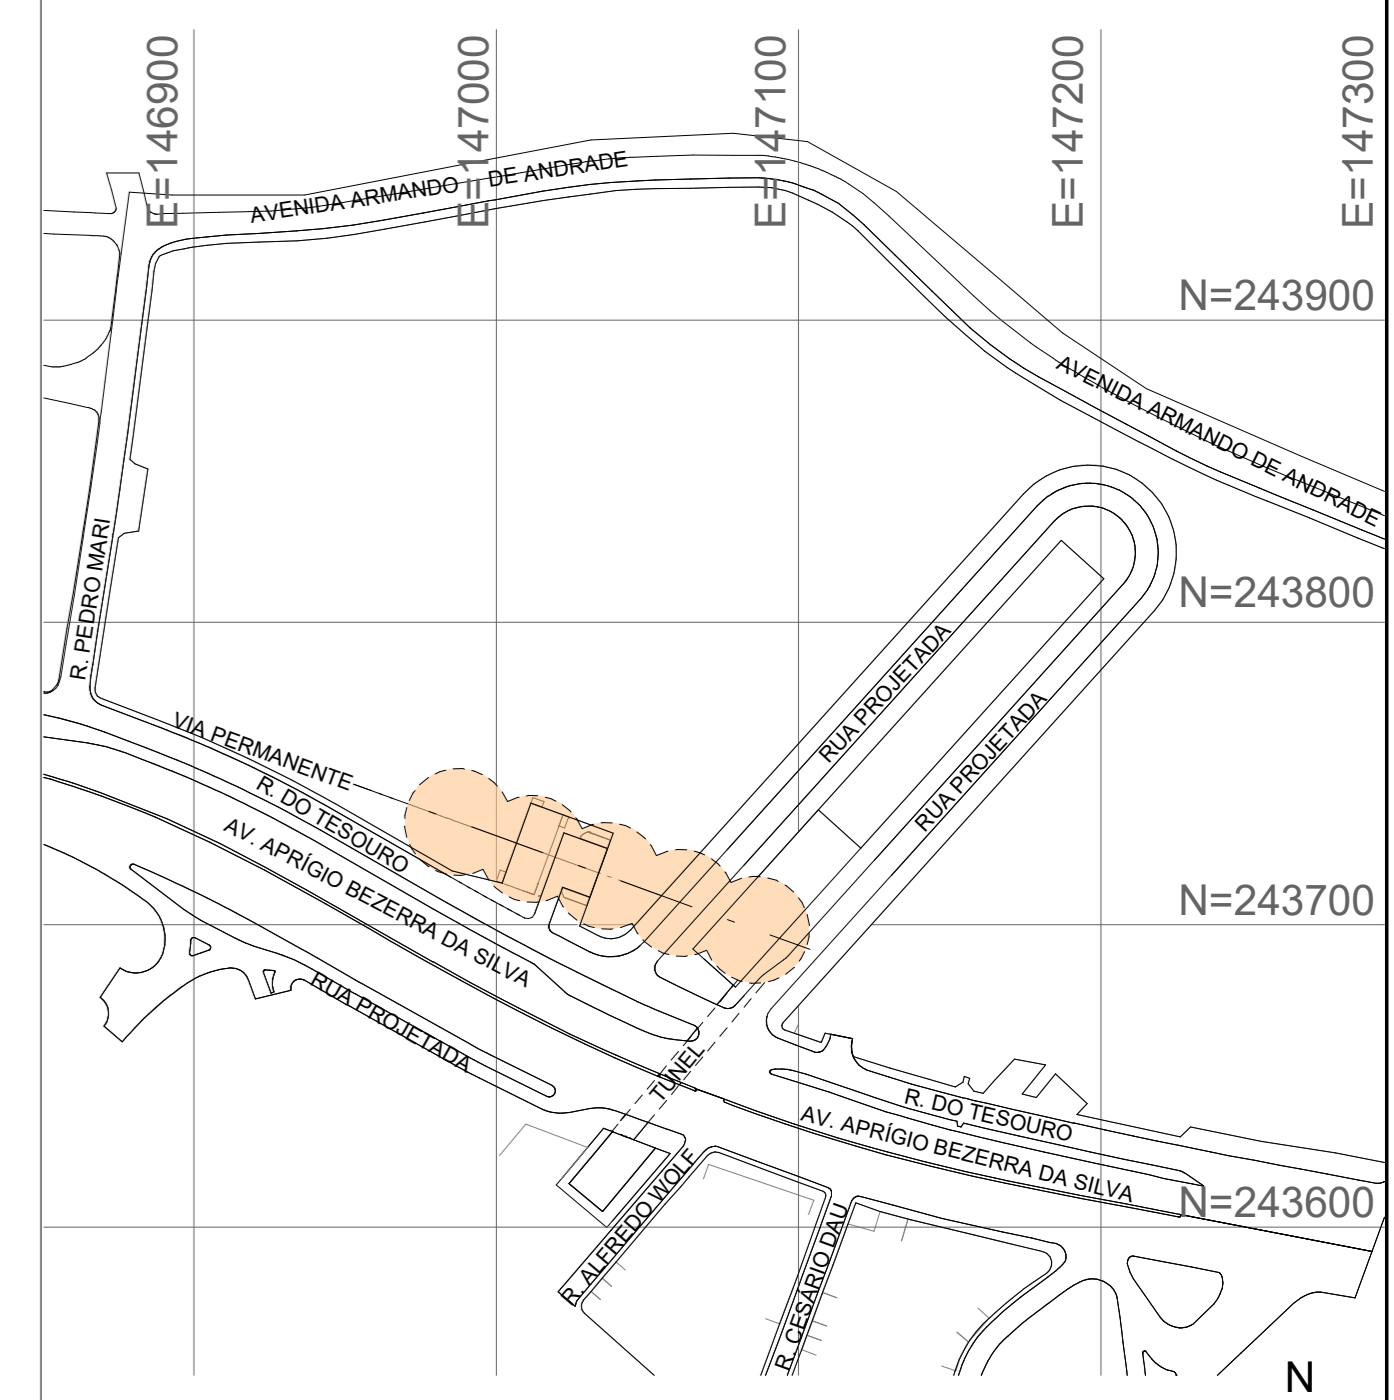 E=146900
E=147000
E=147100
E=147200
E=147300
AVENIDA ARMANDO DE ANDRADE
N=243900
AVENIDA ARMANDO DE ANDRADE
R. PEDRO MARI
N=243800
RUA PROJETADA
RUA PROJETADA
VIA PERMANENTE
R. DO TESOURO
AV. APRÍGIO BEZERRA DA SILVA
N=243700
RUA PROJETADA
TUNEL
R. DO TESOURO
AV. APRÍGIO BEZERRA DA SILVA
N=243600
R. ALFREDO WOLF
R. CESÁRIO DAU
N